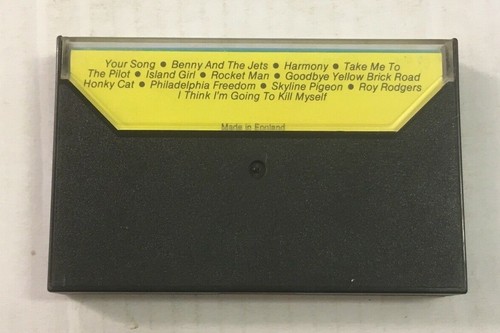 Your Song • Benny And The Jets • Harmony • Take Me To
The Pilot • Island Girl • Rocket Man • Goodbye Yellow Brick Road
Honky Cat • Philadelphia Freedom • Skyline Pigeon • Roy Rodgers
I Think I'm Going To Kill Myself
Made in England